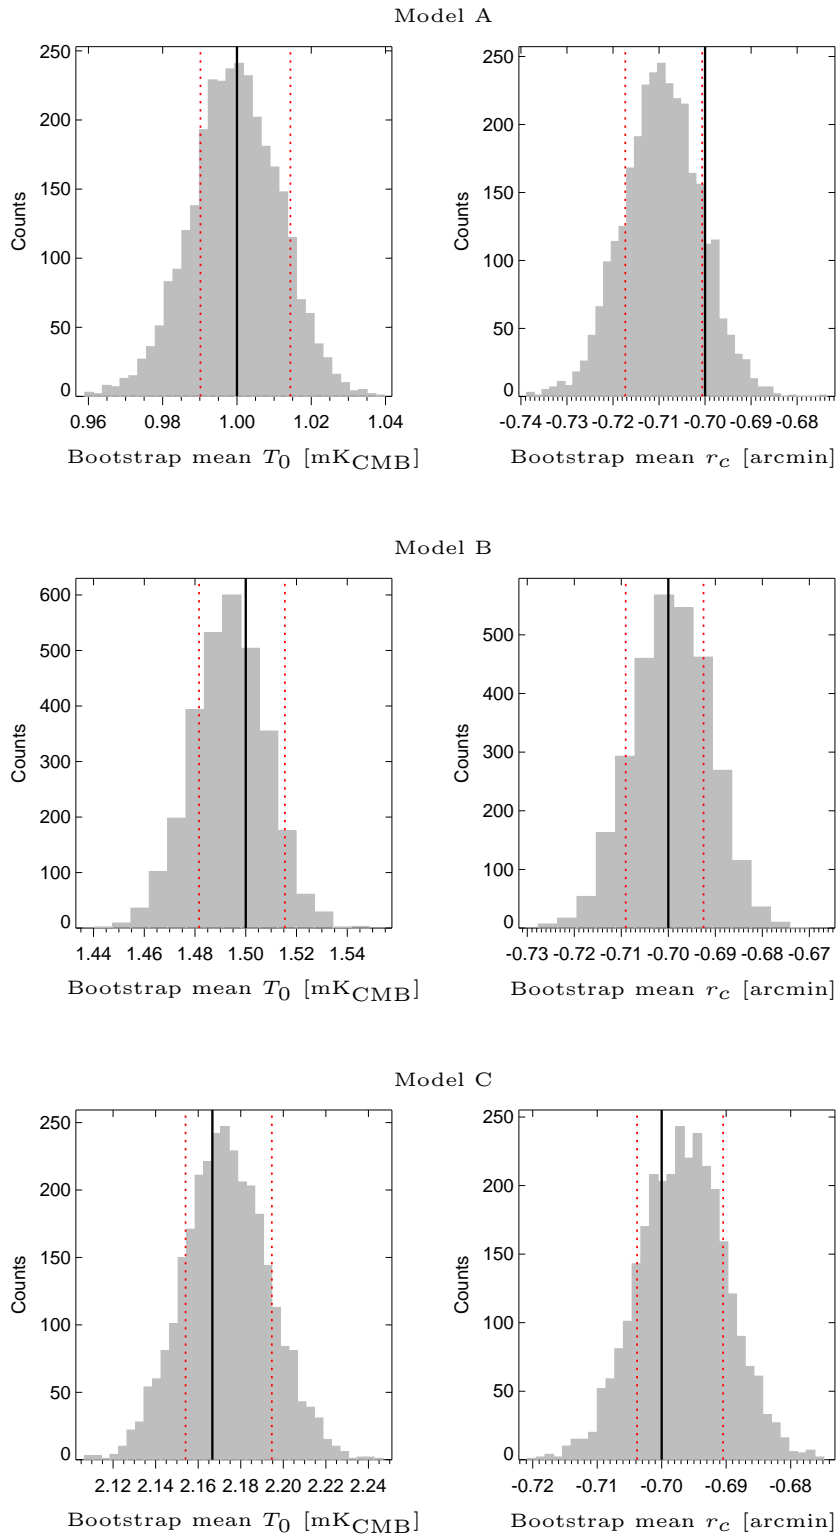 Model A
250
200
150
100
50
0
Counts
0.96 0.98 1.00 1.02 1.04
Bootstrap mean T0 [mKCMB]
250
200
150
100
50
0
Counts
-0.74 -0.73 -0.72 -0.71 -0.70 -0.69 -0.68
Bootstrap mean rc [arcmin]
Model B
600
500
400
300
200
100
0
Counts
1.44 1.46 1.48 1.50 1.52 1.54
Bootstrap mean T0 [mKCMB]
500
400
300
200
100
0
Counts
-0.73 -0.72 -0.71 -0.70 -0.69 -0.68 -0.67
Bootstrap mean rc [arcmin]
Model C
250
200
150
100
50
0
Counts
2.12 2.14 2.16 2.18 2.20 2.22 2.24
Bootstrap mean T0 [mKCMB]
250
200
150
100
50
0
Counts
-0.72 -0.71 -0.70 -0.69 -0.68
Bootstrap mean rc [arcmin]